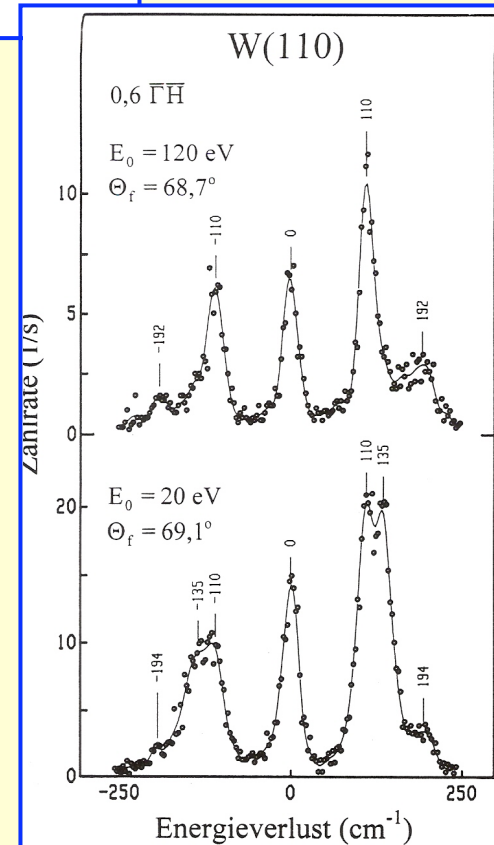 W(110)
0,6 Γ̅H̅
E₀ = 120 eV
Θf = 68,7°
-192
-110
0
110
192
10
5
0
Zählrate (1/s)
E₀ = 20 eV
Θf = 69,1°
-194
-135
-110
0
110
135
194
20
10
0
-250
0
250
Energieverlust (cm⁻¹)